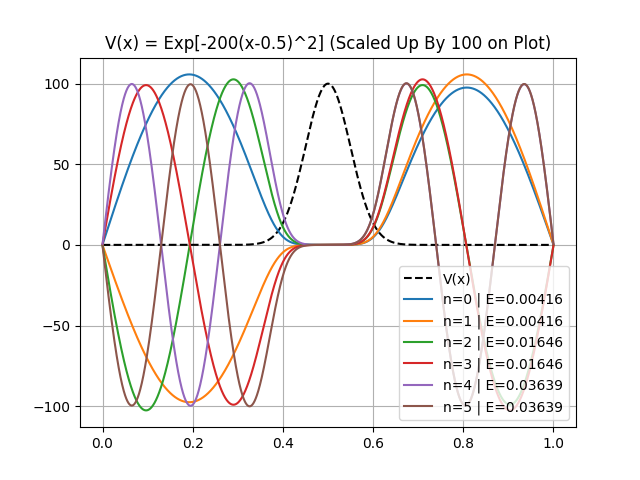 V(x) = Exp[-200(x-0.5)^2] (Scaled Up By 100 on Plot)
100
50
0
−50
−100
V(x)
n=0 | E=0.00416
n=1 | E=0.00416
n=2 | E=0.01646
n=3 | E=0.01646
n=4 | E=0.03639
n=5 | E=0.03639
0.0 0.2 0.4 0.6 0.8 1.0